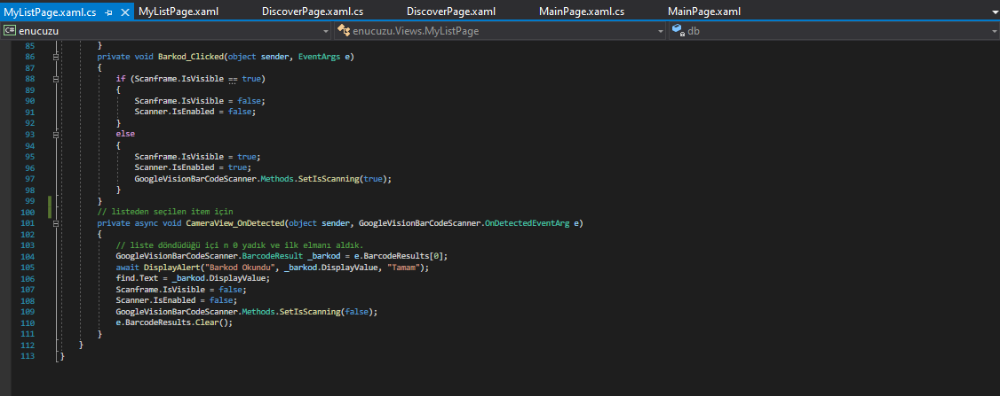 MyListPage.xaml.cs MyListPage.xaml DiscoverPage.xaml.cs DiscoverPage.xaml MainPage.xaml.cs MainPage.xaml
C# enucuzu enucuzu.Views.MyListPage db
85 }
86 private void Barkod_Clicked(object sender, EventArgs e)
87 {
88 if (Scanframe.IsVisible == true)
89 {
90 Scanframe.IsVisible = false;
91 Scanner.IsEnabled = false;
92 }
93 else
94 {
95 Scanframe.IsVisible = true;
96 Scanner.IsEnabled = true;
97 GoogleVisionBarCodeScanner.Methods.SetIsScanning(true);
98 }
99 }
100 // listeden seçilen item için
101 private async void CameraView_OnDetected(object sender, GoogleVisionBarCodeScanner.OnDetectedEventArg e)
102 {
103 // liste döndüdüğü içi n 0 yadık ve ilk elmanı aldık.
104 GoogleVisionBarCodeScanner.BarcodeResult _barkod = e.BarcodeResults[0];
105 await DisplayAlert("Barkod Okundu", _barkod.DisplayValue, "Tamam");
106 find.Text = _barkod.DisplayValue;
107 Scanframe.IsVisible = false;
108 Scanner.IsEnabled = false;
109 GoogleVisionBarCodeScanner.Methods.SetIsScanning(false);
110 e.BarcodeResults.Clear();
111 }
112 }
113 }